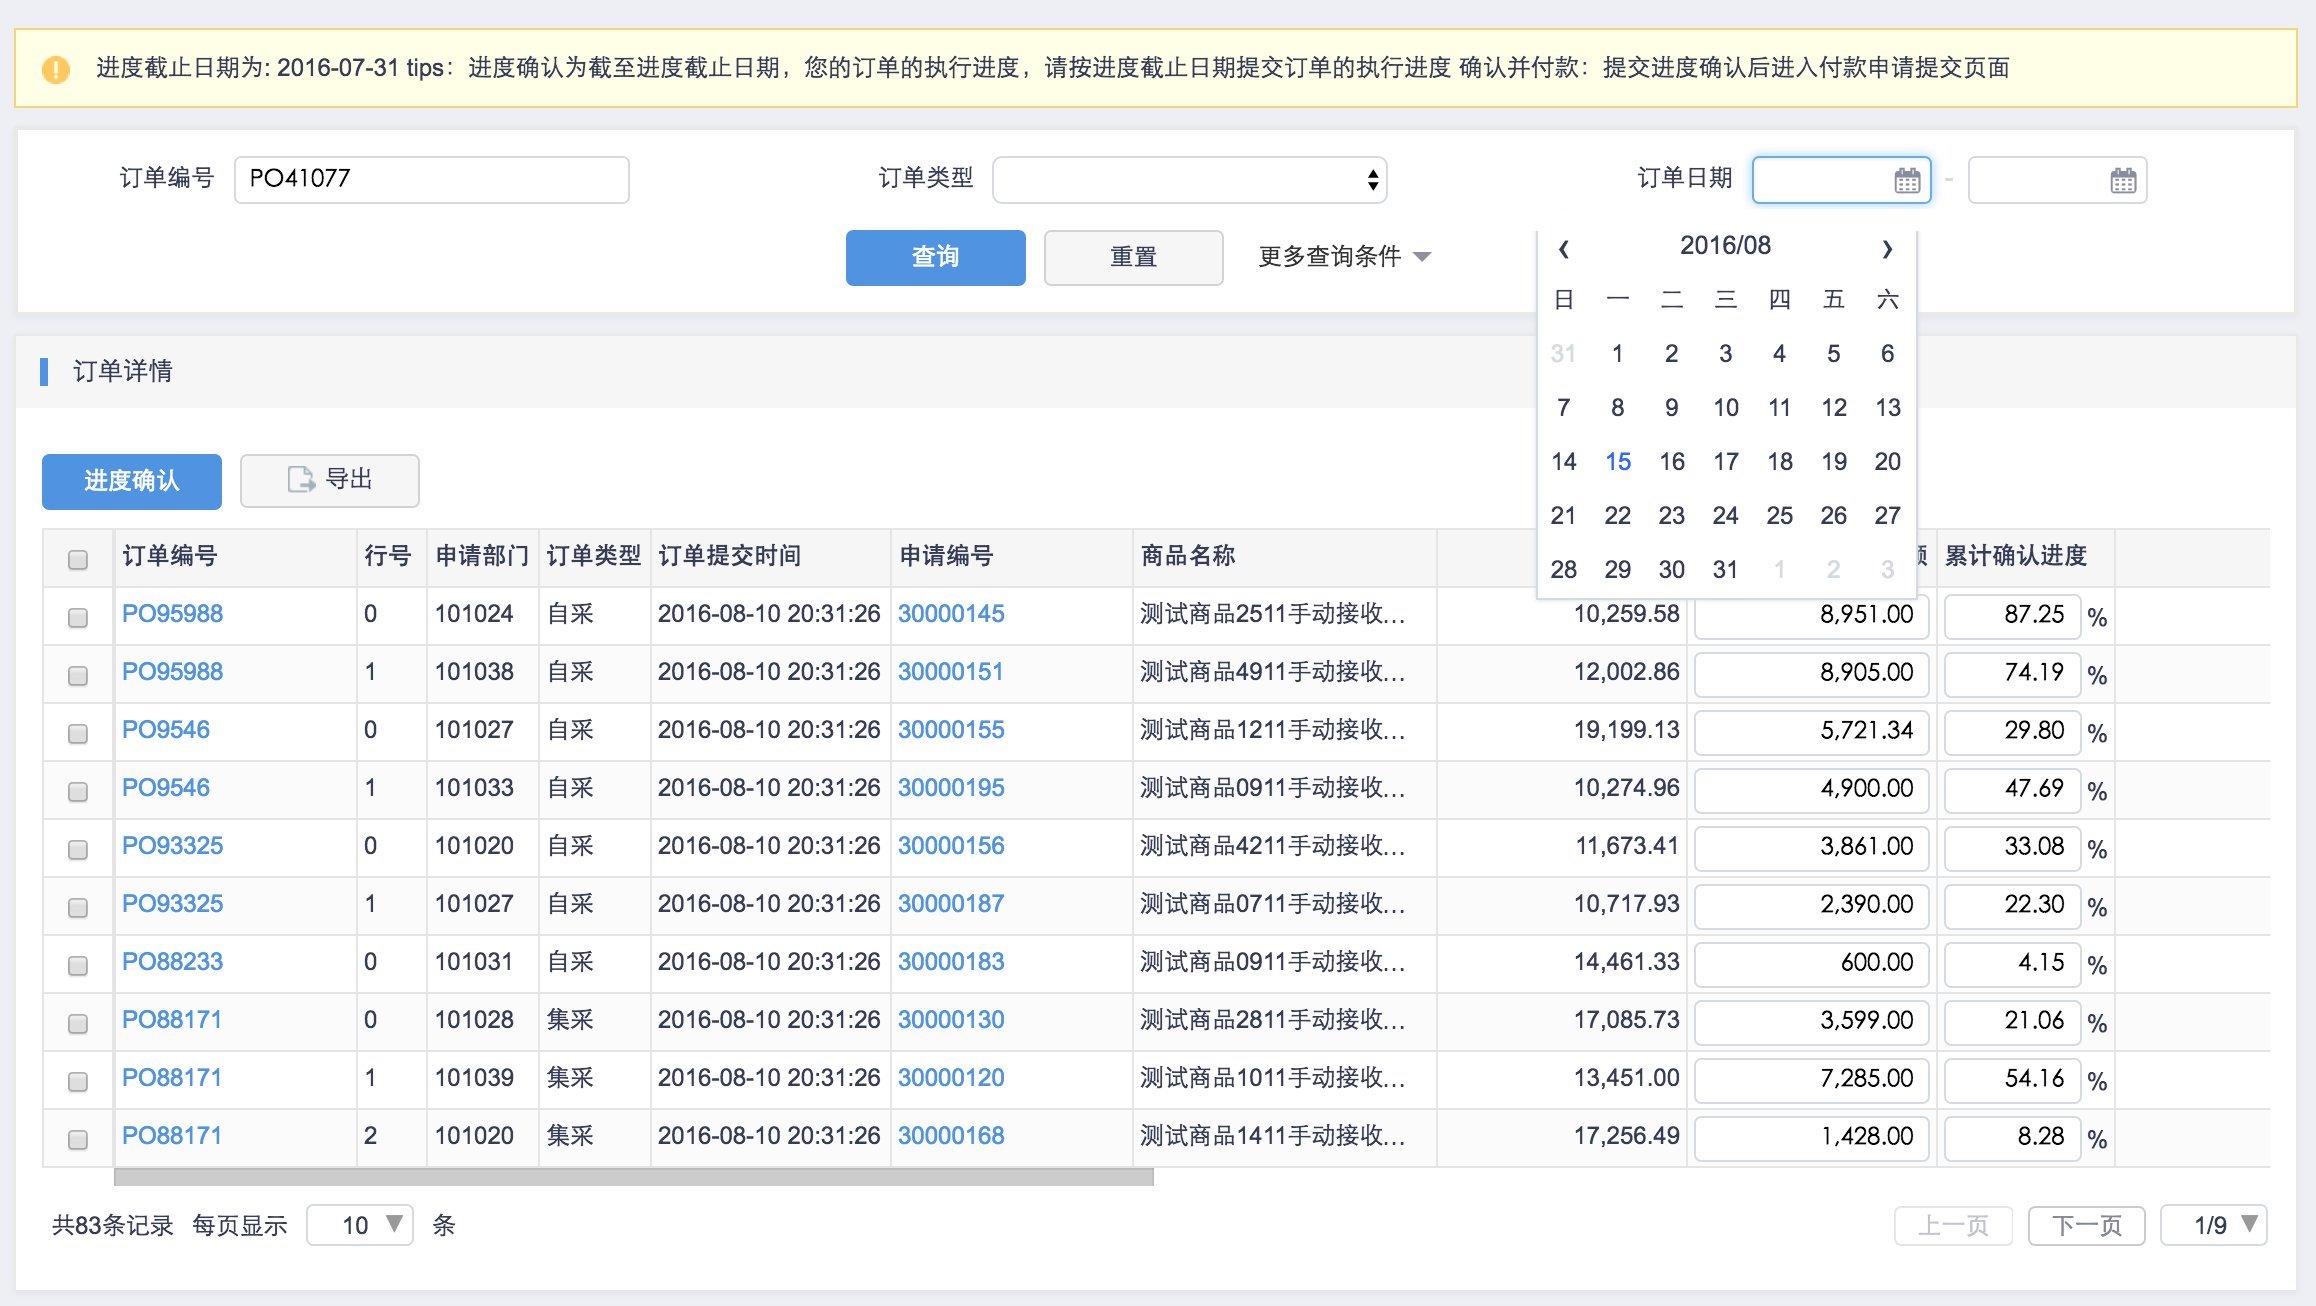 进度截止日期为: 2016-07-31 tips：进度确认为截至进度截止日期，您的订单的执行进度，请按进度截止日期提交订单的执行进度 确认并付款：提交进度确认后进入付款申请提交页面
订单编号 PO41077 订单类型 订单日期 -
查询 重置 更多查询条件
2016/08
日 一 二 三 四 五 六
31 1 2 3 4 5 6
7 8 9 10 11 12 13
14 15 16 17 18 19 20
21 22 23 24 25 26 27
28 29 30 31 1 2 3
订单详情
进度确认 导出
订单编号 行号 申请部门 订单类型 订单提交时间 申请编号 商品名称 累计确认进度
PO95988 0 101024 自采 2016-08-10 20:31:26 30000145 测试商品2511手动接收... 10,259.58 8,951.00 87.25 %
PO95988 1 101038 自采 2016-08-10 20:31:26 30000151 测试商品4911手动接收... 12,002.86 8,905.00 74.19 %
PO9546 0 101027 自采 2016-08-10 20:31:26 30000155 测试商品1211手动接收... 19,199.13 5,721.34 29.80 %
PO9546 1 101033 自采 2016-08-10 20:31:26 30000195 测试商品0911手动接收... 10,274.96 4,900.00 47.69 %
PO93325 0 101020 自采 2016-08-10 20:31:26 30000156 测试商品4211手动接收... 11,673.41 3,861.00 33.08 %
PO93325 1 101027 自采 2016-08-10 20:31:26 30000187 测试商品0711手动接收... 10,717.93 2,390.00 22.30 %
PO88233 0 101031 自采 2016-08-10 20:31:26 30000183 测试商品0911手动接收... 14,461.33 600.00 4.15 %
PO88171 0 101028 集采 2016-08-10 20:31:26 30000130 测试商品2811手动接收... 17,085.73 3,599.00 21.06 %
PO88171 1 101039 集采 2016-08-10 20:31:26 30000120 测试商品1011手动接收... 13,451.00 7,285.00 54.16 %
PO88171 2 101020 集采 2016-08-10 20:31:26 30000168 测试商品1411手动接收... 17,256.49 1,428.00 8.28 %
共83条记录 每页显示 10 条 上一页 下一页 1/9